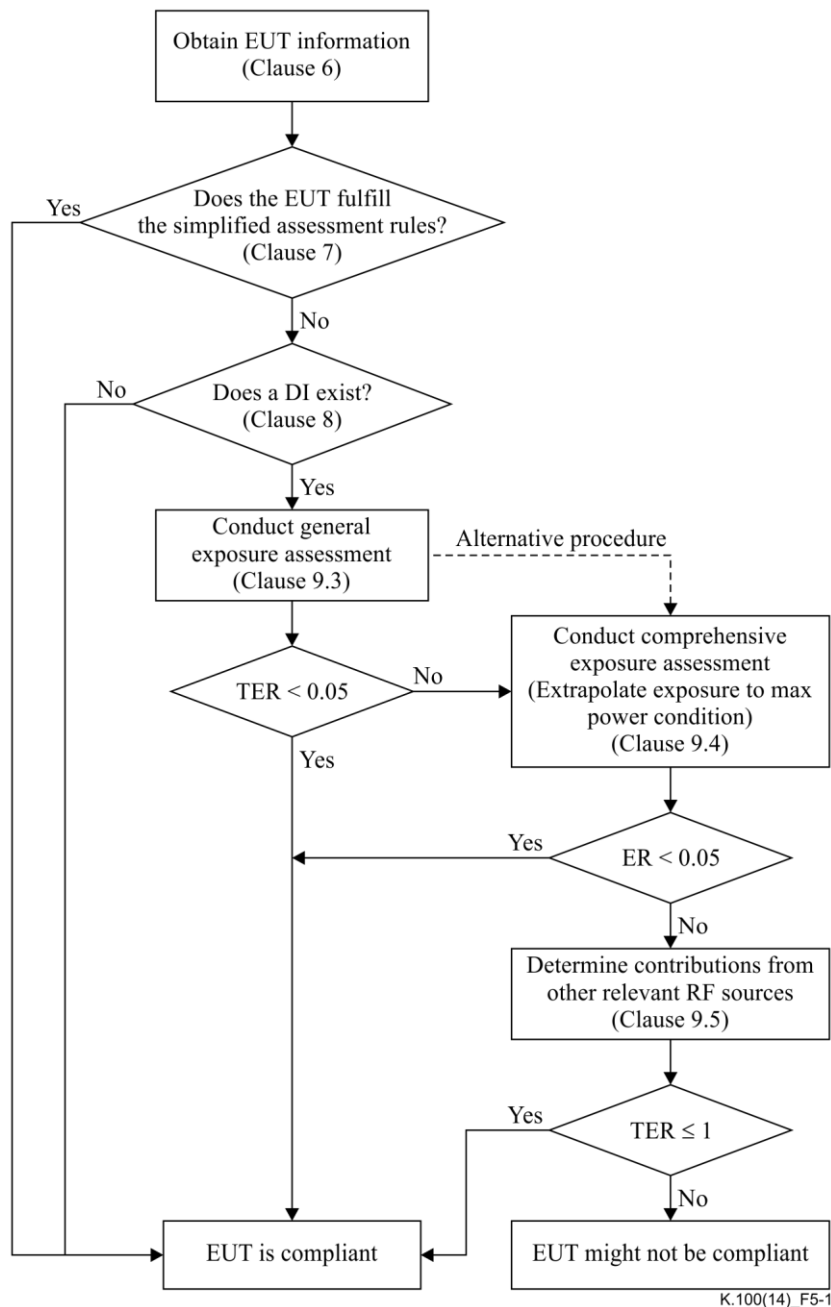 Obtain EUT information
(Clause 6)
Does the EUT fulfill
the simplified assessment rules?
(Clause 7)
Yes
No
Does a DI exist?
(Clause 8)
No
Yes
Conduct general
exposure assessment
(Clause 9.3)
Alternative procedure
Conduct comprehensive
exposure assessment
(Extrapolate exposure to max
power condition)
(Clause 9.4)
TER < 0.05
No
Yes
ER < 0.05
Yes
No
Determine contributions from
other relevant RF sources
(Clause 9.5)
TER ≤ 1
Yes
No
EUT is compliant
EUT might not be compliant
K.100(14)_F5-1